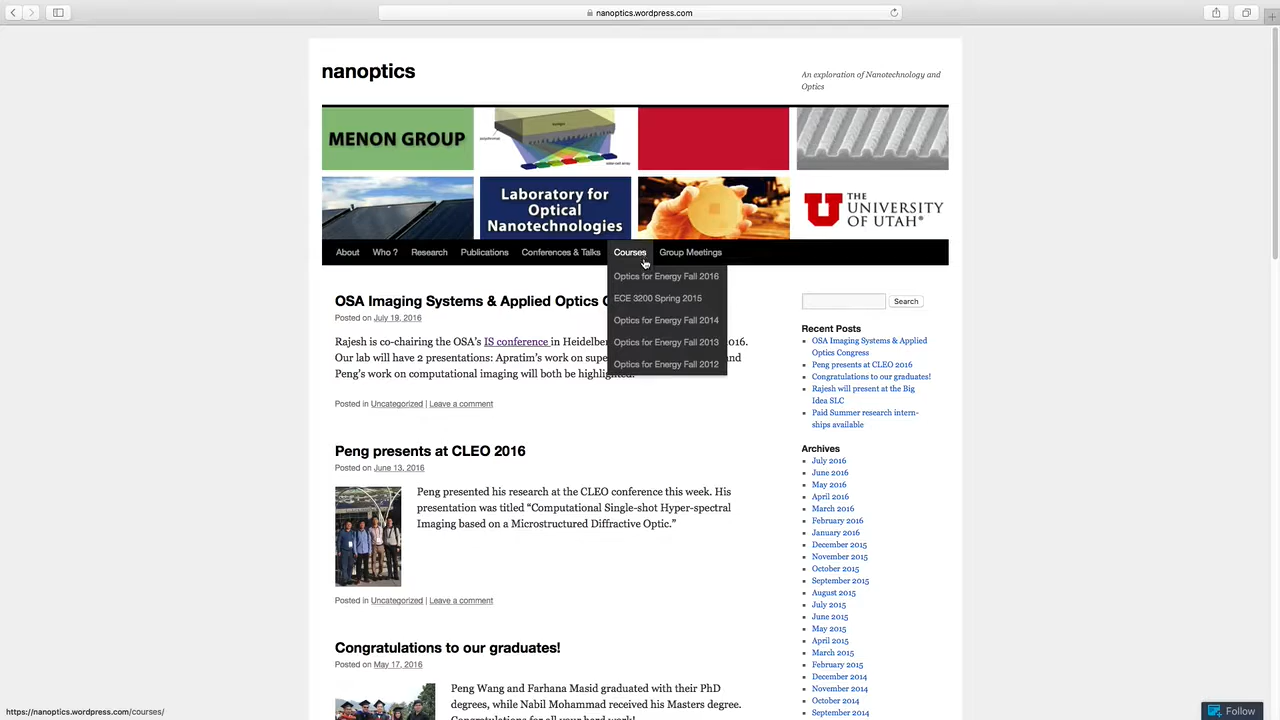 nanoptics.wordpress.com
nanoptics
An exploration of Nanotechnology and
Optics
MENON GROUP
Laboratory for
Optical
Nanotechnologies
THE
UNIVERSITY
OF UTAH
About Who ? Research Publications Conferences & Talks Courses Group Meetings
Optics for Energy Fall 2016
ECE 3200 Spring 2015
Optics for Energy Fall 2014
Optics for Energy Fall 2013
Optics for Energy Fall 2012
OSA Imaging Systems & Applied Optics
Posted on July 19, 2016
Rajesh is co-chairing the OSA's IS conference in 2016.
Our lab will have 2 presentations: Apratim's work on and
Peng's work on computational imaging will both be highlighted.
Posted in Uncategorized | Leave a comment
Peng presents at CLEO 2016
Posted on June 13, 2016
Peng presented his research at the CLEO conference this week. His
presentation was titled “Computational Single-shot Hyper-spectral
Imaging based on a Microstructured Diffractive Optic.”
Posted in Uncategorized | Leave a comment
Congratulations to our graduates!
Posted on May 17, 2016
Peng Wang and Farhana Masid graduated with their PhD
degrees, while Nabil Mohammad received his Masters degree.
Congratulations for all your hard work!
Search
Recent Posts
OSA Imaging Systems & Applied
Optics Congress
Peng presents at CLEO 2016
Congratulations to our graduates!
Rajesh will present at the Big
Idea SLC
Paid Summer research intern-
ships available
Archives
July 2016
June 2016
May 2016
April 2016
March 2016
February 2016
January 2016
December 2015
November 2015
October 2015
September 2015
August 2015
July 2015
June 2015
May 2015
April 2015
March 2015
February 2015
December 2014
November 2014
October 2014
September 2014
https://nanoptics.wordpress.com/courses/
Follow